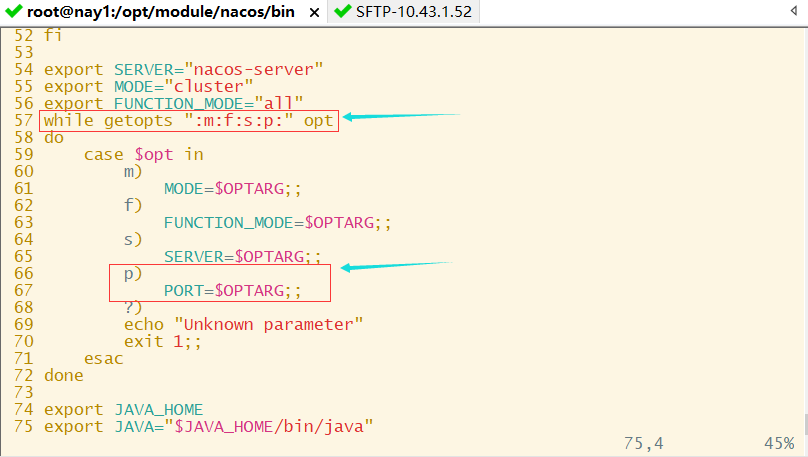 root@nay1:/opt/module/nacos/bin × SFTP-10.43.1.52
52 fi
53
54 export SERVER="nacos-server"
55 export MODE="cluster"
56 export FUNCTION_MODE="all"
57 while getopts ":m:f:s:p:" opt
58 do
59     case $opt in
60         m)
61             MODE=$OPTARG;;
62         f)
63             FUNCTION_MODE=$OPTARG;;
64         s)
65             SERVER=$OPTARG;;
66         p)
67             PORT=$OPTARG;;
68         ?)
69         echo "Unknown parameter"
70         exit 1;;
71     esac
72 done
73
74 export JAVA_HOME
75 export JAVA="$JAVA_HOME/bin/java"
75,4 45%